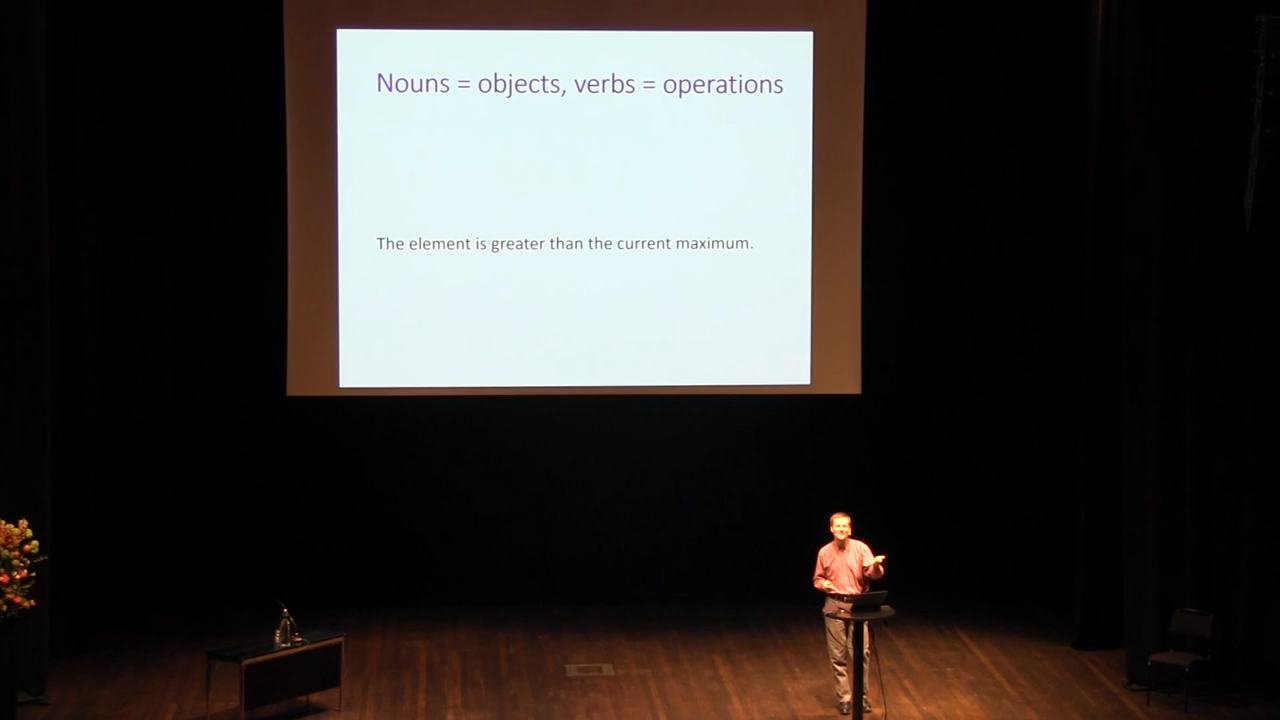 Nouns = objects, verbs = operations
The element is greater than the current maximum.